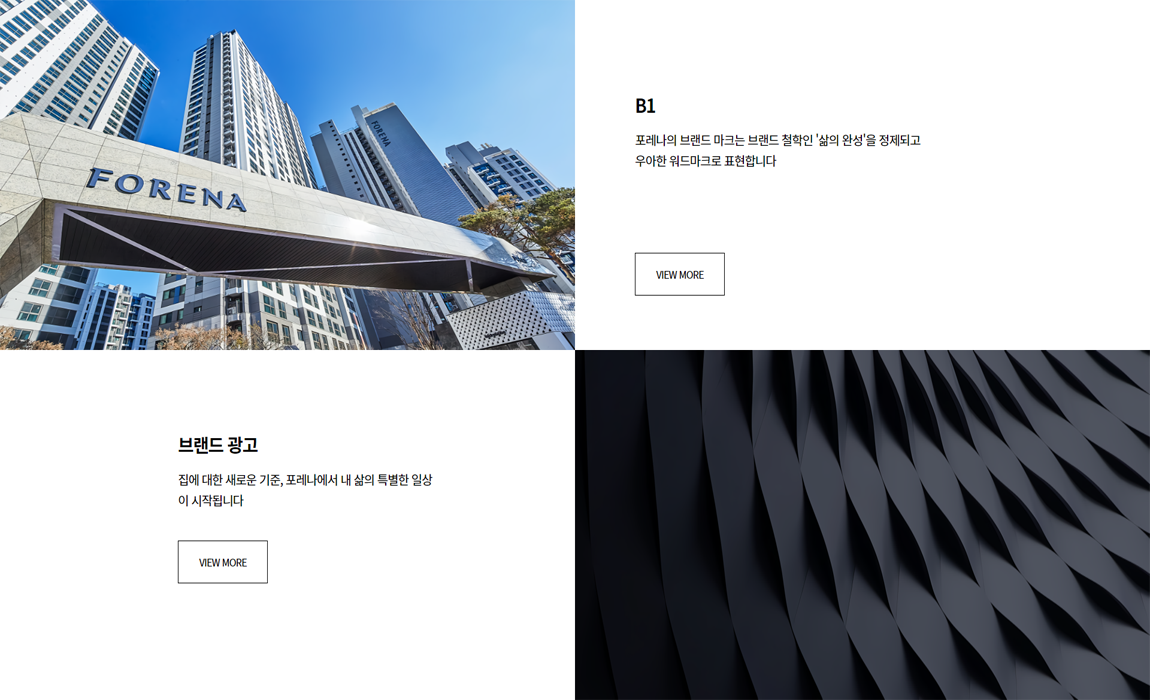 FORENA
FORENA
B1
포레나의 브랜드 마크는 브랜드 철학인 '삶의 완성'을 정제되고
우아한 워드마크로 표현합니다
VIEW MORE
브랜드 광고
집에 대한 새로운 기준, 포레나에서 내 삶의 특별한 일상
이 시작됩니다
VIEW MORE